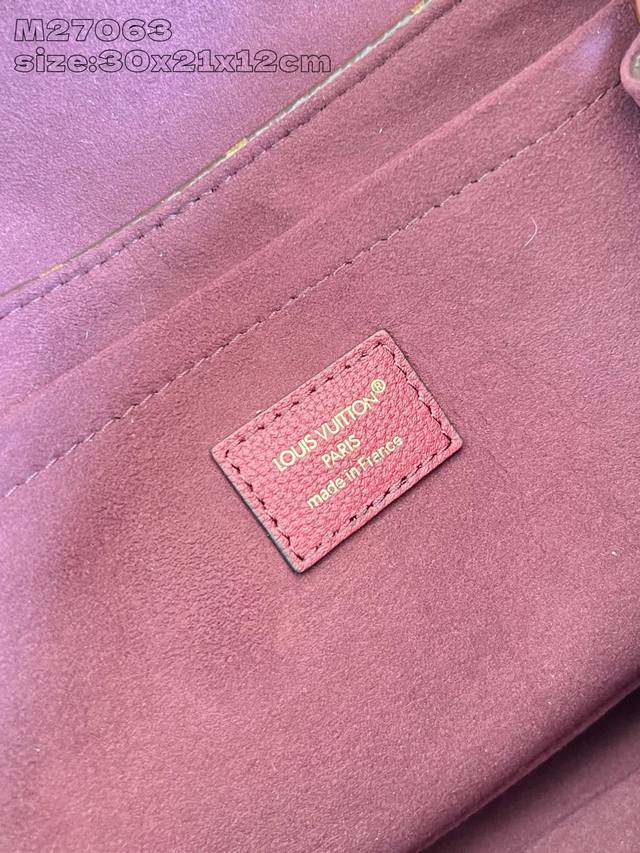 M27063
size:30x21x12cm
LOUIS VUITTON®
PARIS
made in France